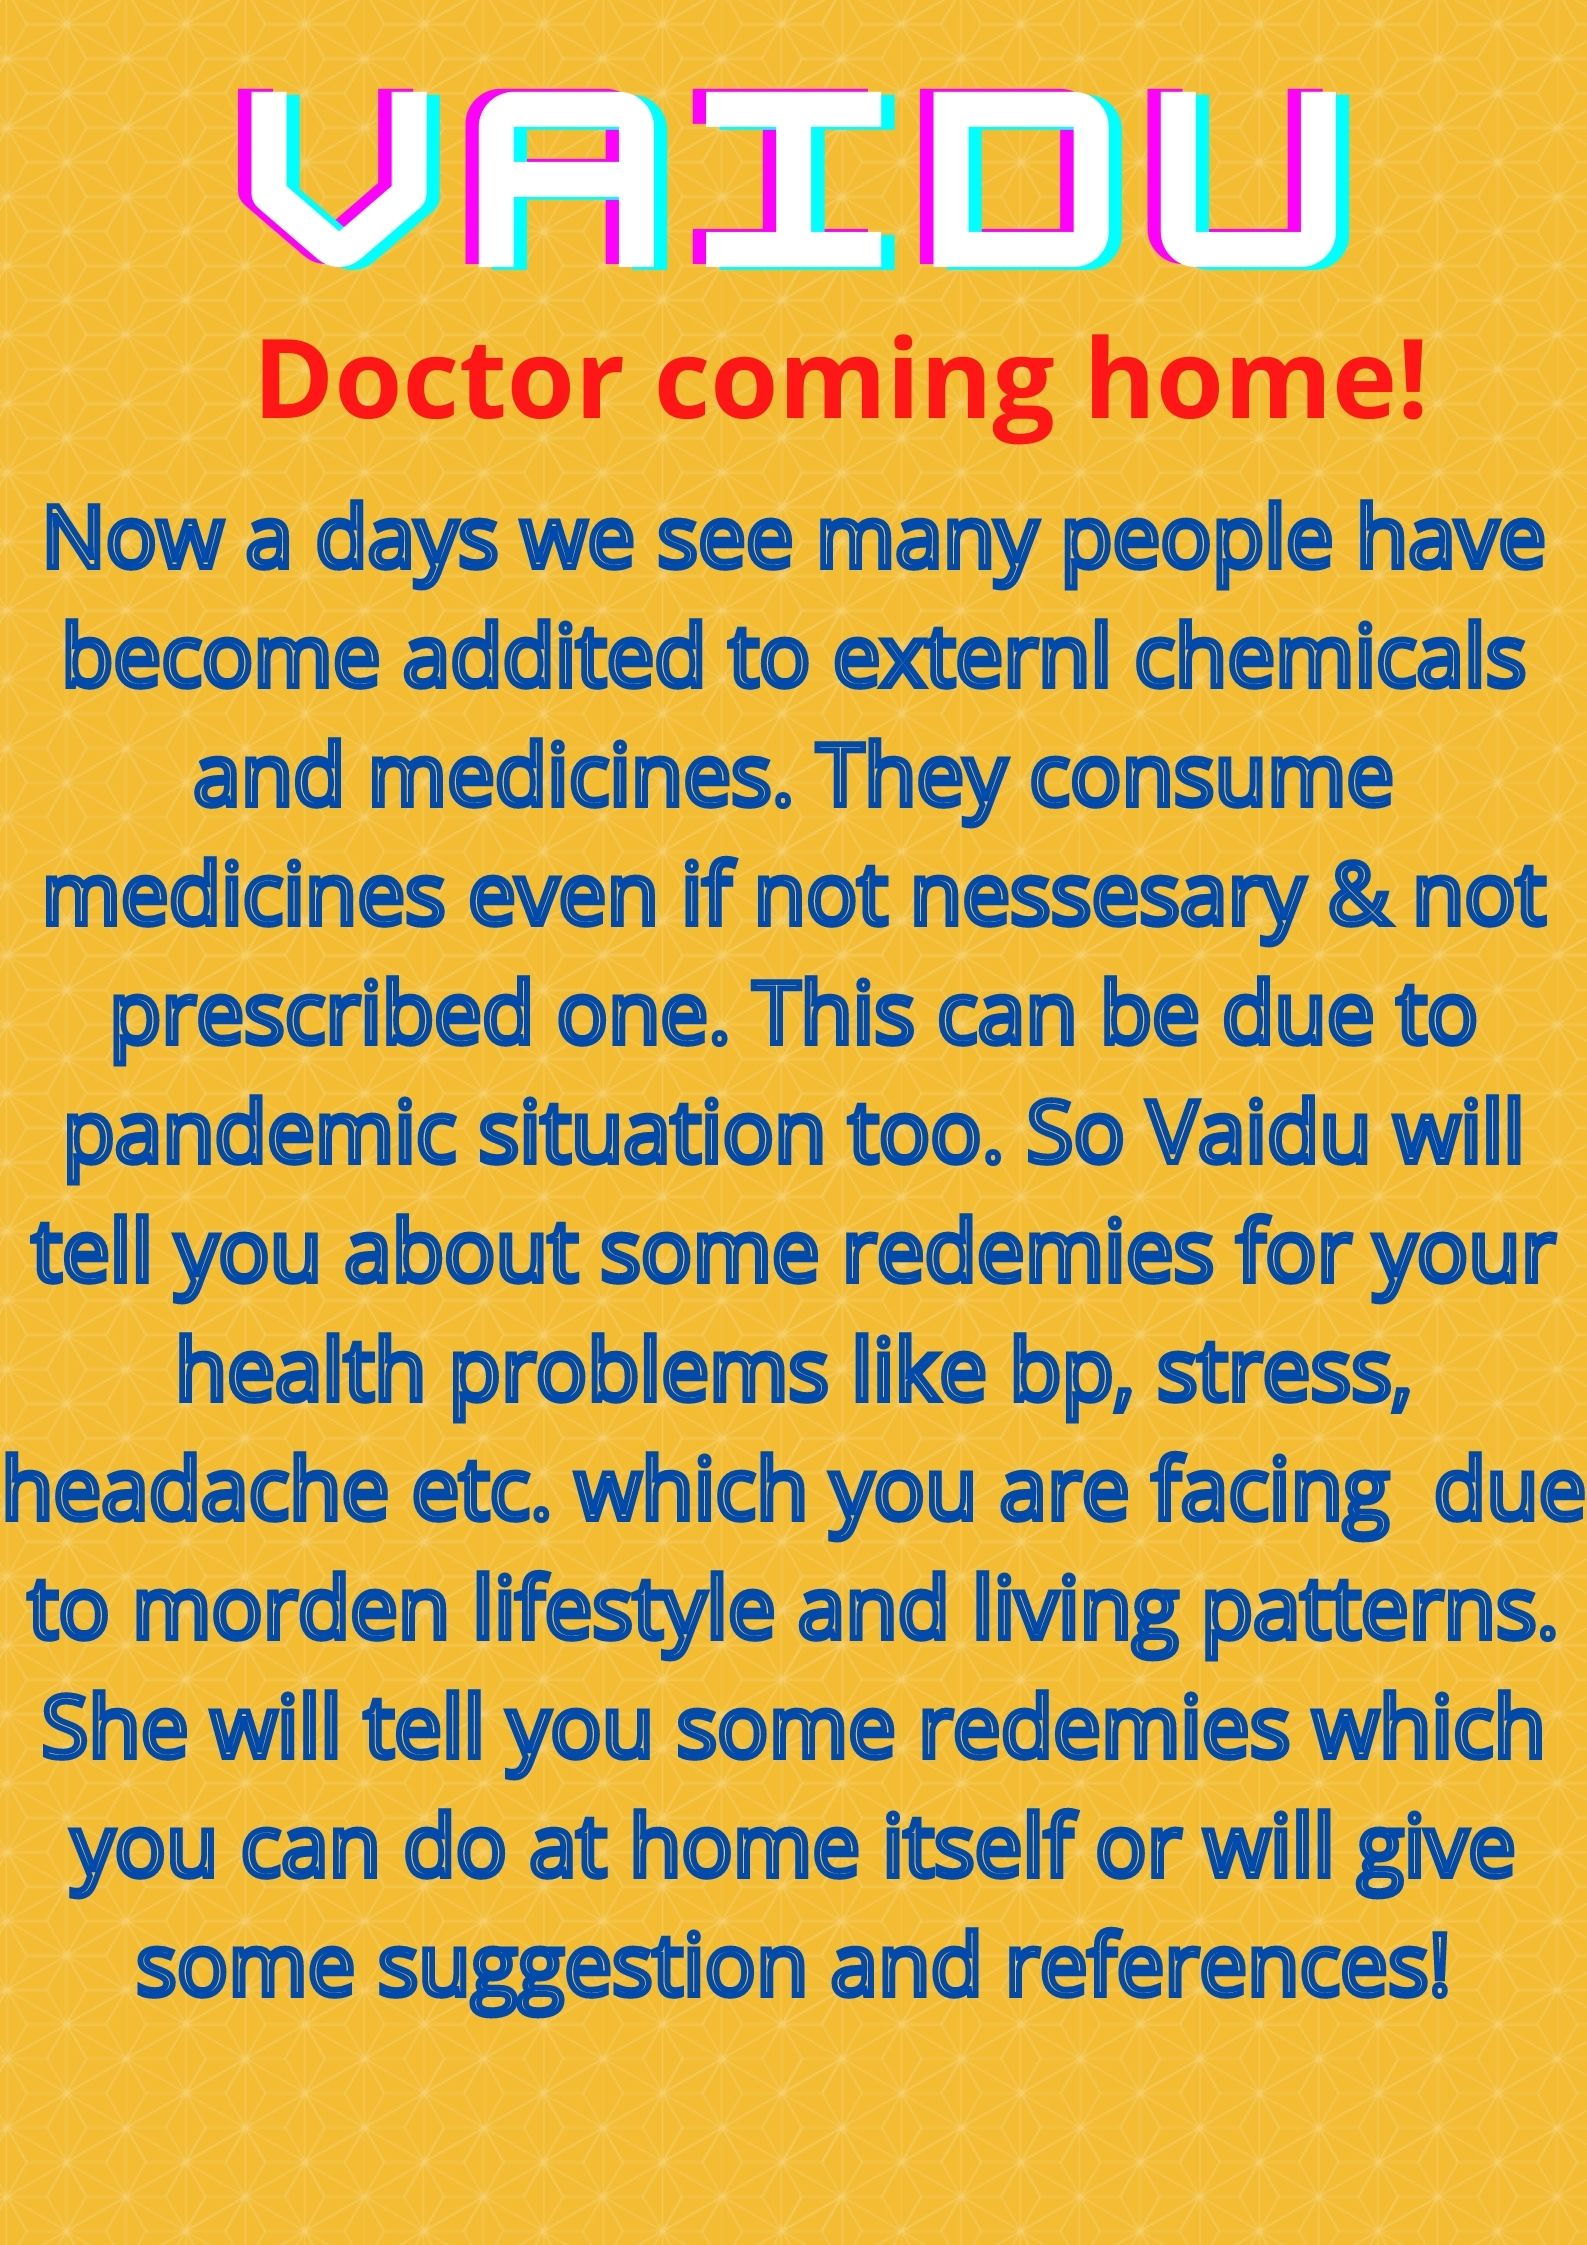 VAIDU
Doctor coming home!
Now a days we see many people have
become addited to externl chemicals
and medicines. They consume
medicines even if not nessesary & not
prescribed one. This can be due to
pandemic situation too. So Vaidu will
tell you about some redemies for your
health problems like bp, stress,
headache etc. which you are facing  due
to morden lifestyle and living patterns.
She will tell you some redemies which
you can do at home itself or will give
some suggestion and references!